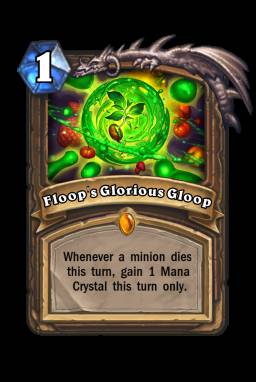 1
Floop's Glorious Gloop
Whenever a minion dies
this turn, gain 1 Mana
Crystal this turn only.